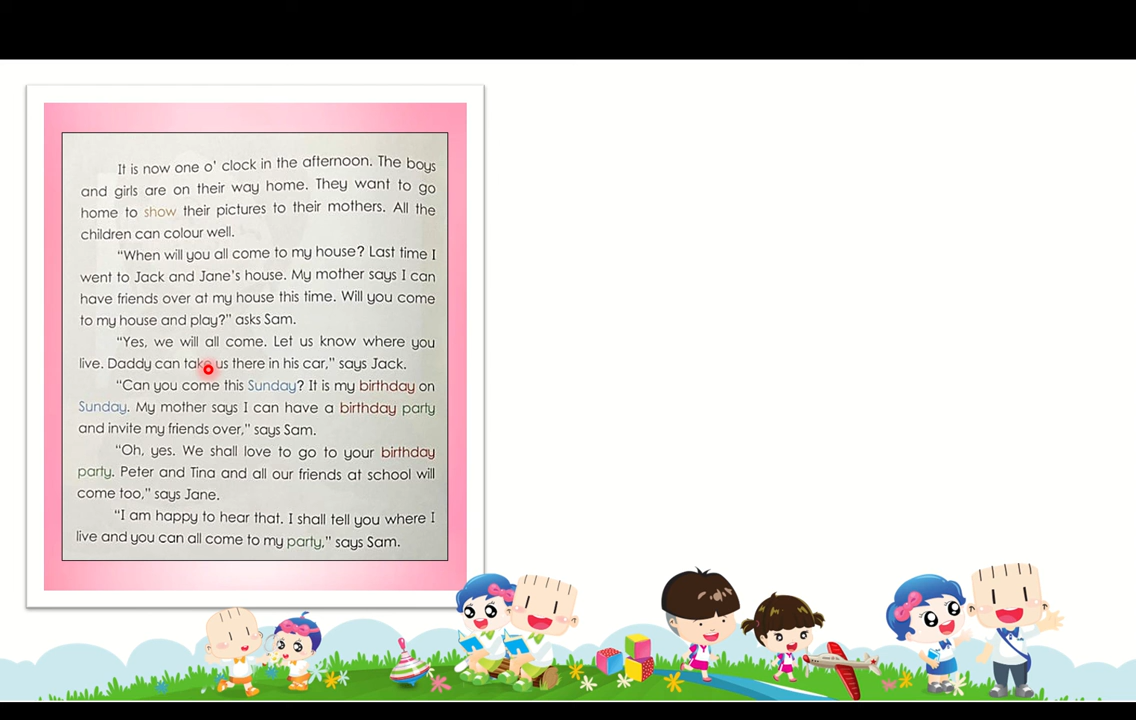 It is now one o' clock in the afternoon. The boys
and girls are on their way home. They want to go
home to show their pictures to their mothers. All the
children can colour well.
“When will you all come to my house? Last time I
went to Jack and Jane's house. My mother says I can
have friends over at my house this time. Will you come
to my house and play?” asks Sam.
“Yes, we will all come. Let us know where you
live. Daddy can take us there in his car,” says Jack.
“Can you come this Sunday? It is my birthday on
Sunday. My mother says I can have a birthday party
and invite my friends over,” says Sam.
“Oh, yes. We shall love to go to your birthday
party. Peter and Tina and all our friends at school will
come too,” says Jane.
“I am happy to hear that. I shall tell you where I
live and you can all come to my party,” says Sam.